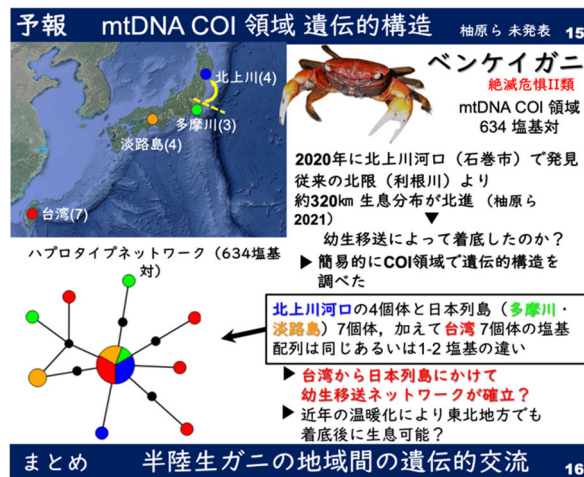 予報 mtDNA COI 領域 遺伝的構造 柚原ら 未発表 15
北上川(4)
多摩川(3)
淡路島(4)
台湾(7)
ベンケイガニ
絶滅危惧II類
mtDNA COI 領域
634 塩基対
2020年に北上川河口（石巻市）で発見
従来の北限（利根川）より
約320㎞ 生息分布が北進（柚原ら
2021)
▼
幼生移送によって着底したのか？
▶ 簡易的にCOI領域で遺伝的構造を
調べた
ハプロタイプネットワーク（634塩基
対）
北上川河口の4個体と日本列島（多摩川・
淡路島）7個体，加えて台湾 7個体の塩基
配列は同じあるいは1-2 塩基の違い
▶ 台湾から日本列島にかけて
幼生移送ネットワークが確立？
▶ 近年の温暖化により東北地方でも
着底後に生息可能？
まとめ 半陸生ガニの地域間の遺伝的交流 16